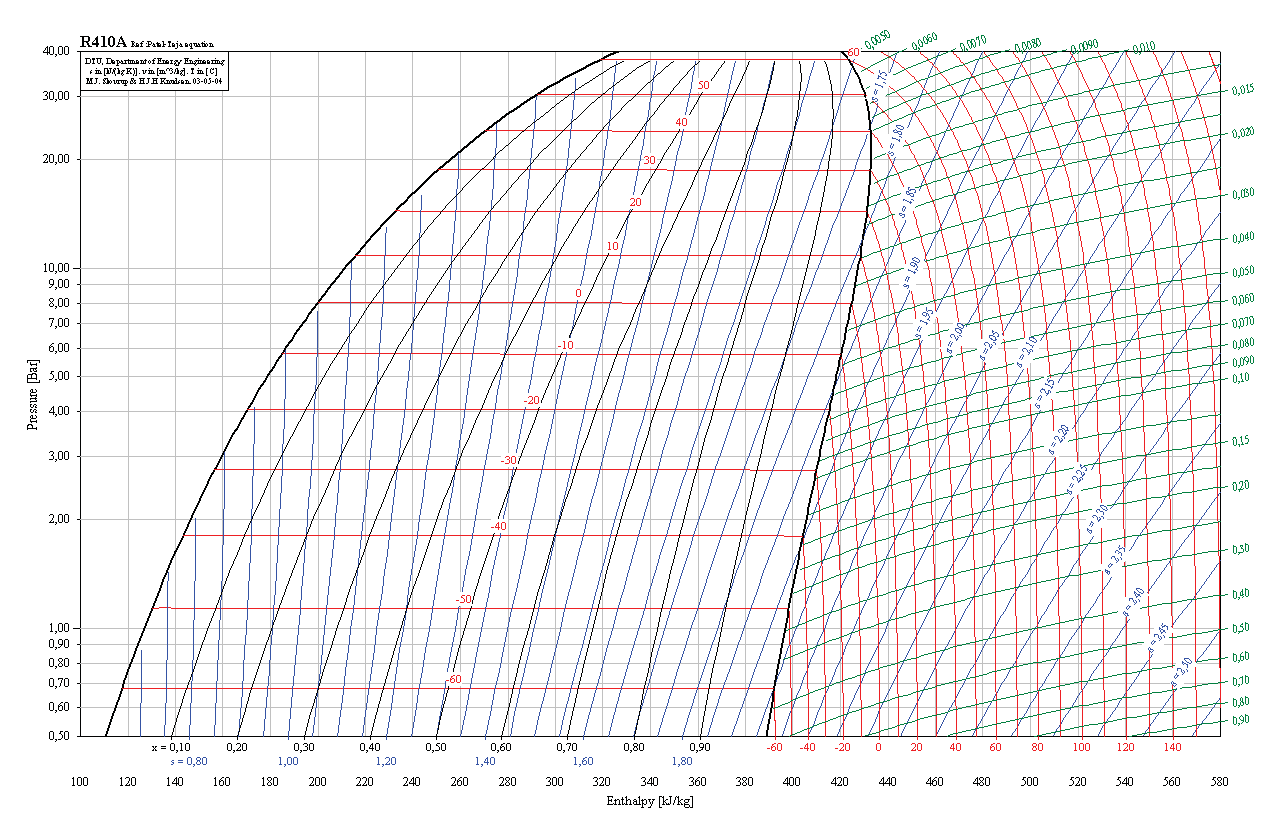 R410A Ref :Patel-Teja equation
DTU, Department of Energy Engineering
s in [kJ/(kg K)]. v in [m^3/kg]. T in [C]
M.J. Skovrup & H.J.H Knudsen. 03-05-04
40,00
30,00
20,00
10,00
9,00
8,00
7,00
6,00
5,00
4,00
3,00
2,00
1,00
0,90
0,80
0,70
0,60
0,50
Pressure [Bar]
60
50
40
30
20
10
0
-10
-20
-30
-40
-50
-60
0,0050
0,0060
0,0070
0,0080
0,0090
0,010
0,015
0,020
0,030
0,040
0,050
0,060
0,070
0,080
0,090
0,10
0,15
0,20
0,30
0,40
0,50
0,60
0,70
0,80
0,90
s = 1,75
s = 1,80
s = 1,85
s = 1,90
s = 1,95
s = 2,00
s = 2,05
s = 2,10
s = 2,15
s = 2,20
s = 2,25
s = 2,30
s = 2,35
s = 2,40
s = 2,45
s = 2,50
x = 0,10 0,20 0,30 0,40 0,50 0,60 0,70 0,80 0,90 -60 -40 -20 0 20 40 60 80 100 120 140
s = 0,80 1,00 1,20 1,40 1,60 1,80
100 120 140 160 180 200 220 240 260 280 300 320 340 360 380 400 420 440 460 480 500 520 540 560 580
Enthalpy [kJ/kg]